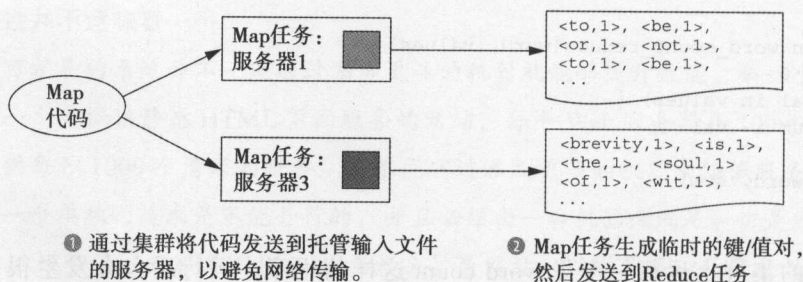 Map
代码
Map任务：
服务器1
Map任务：
服务器3
<to,1>, <be,1>,
<or,1>, <not,1>,
<to,1>, <be,1>,
...
<brevity,1>, <is,1>,
<the,1>, <soul,1>
<of,1>, <wit,1>,
...
❶ 通过集群将代码发送到托管输入文件
的服务器，以避免网络传输。
❷ Map任务生成临时的键/值对，
然后发送到Reduce任务